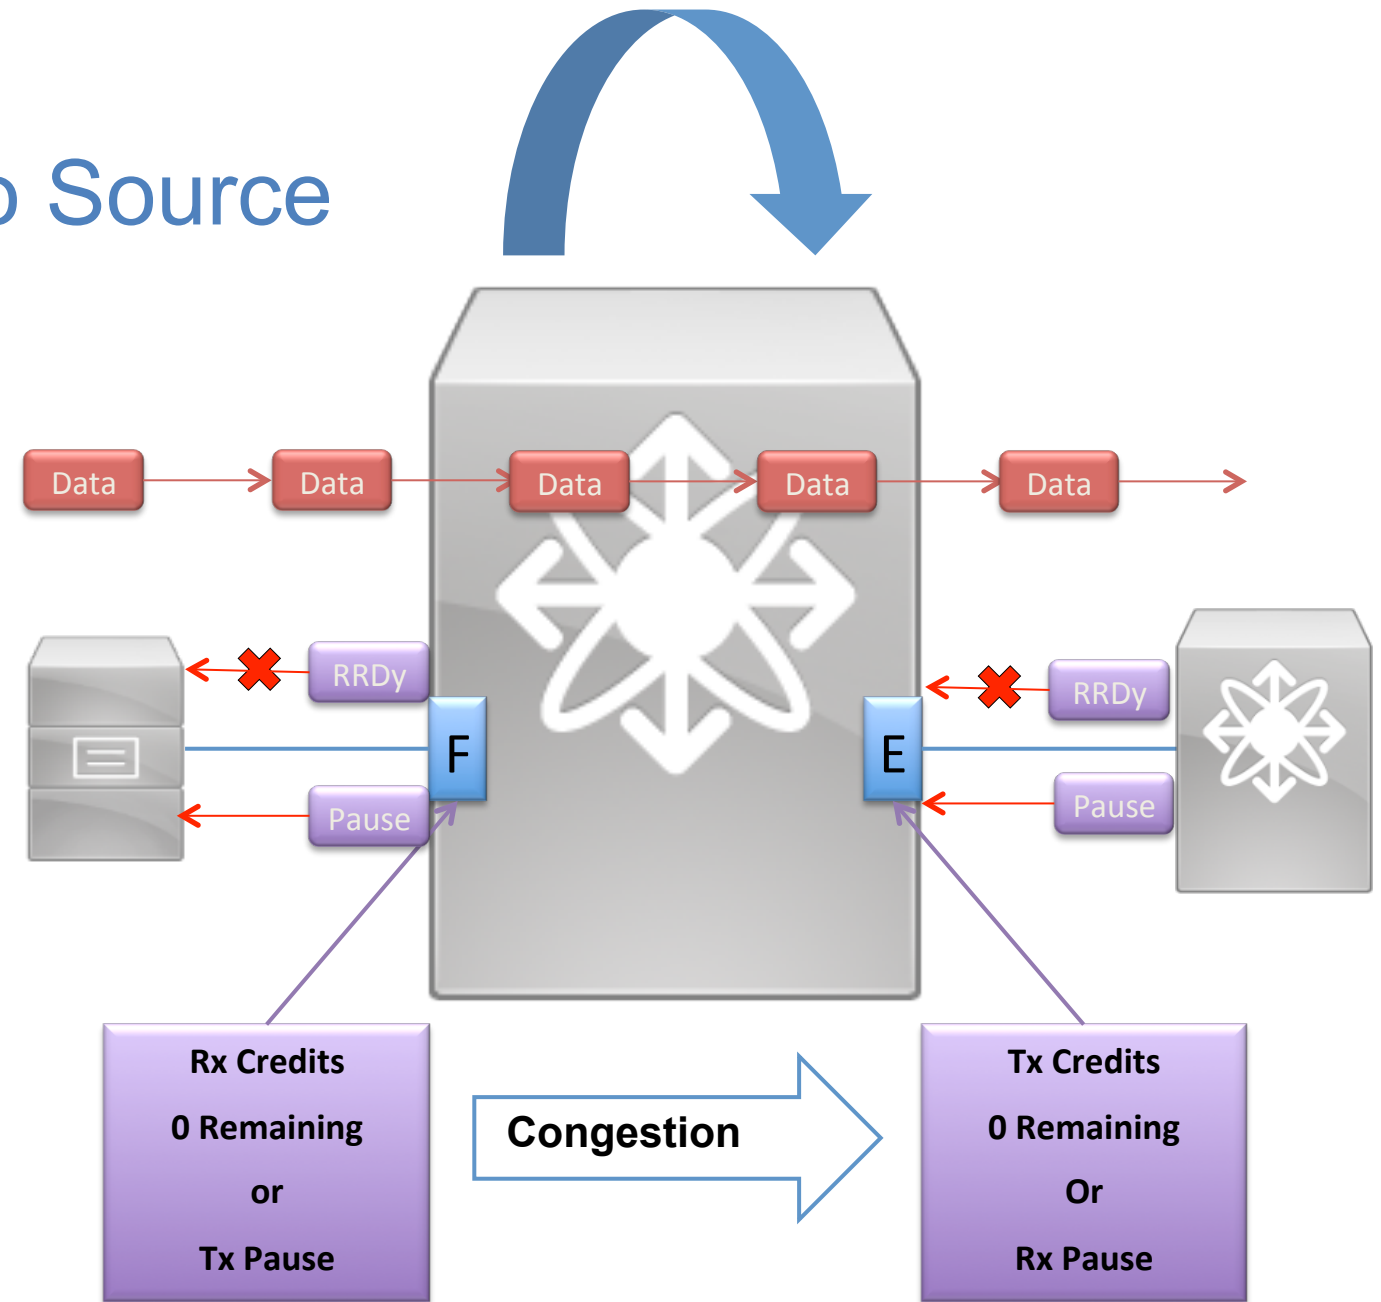 o Source
Data
Data
Data
Data
Data
RRDy
RRDy
F
E
Pause
Pause
Rx Credits
0 Remaining
or
Tx Pause
Congestion
Tx Credits
0 Remaining
Or
Rx Pause